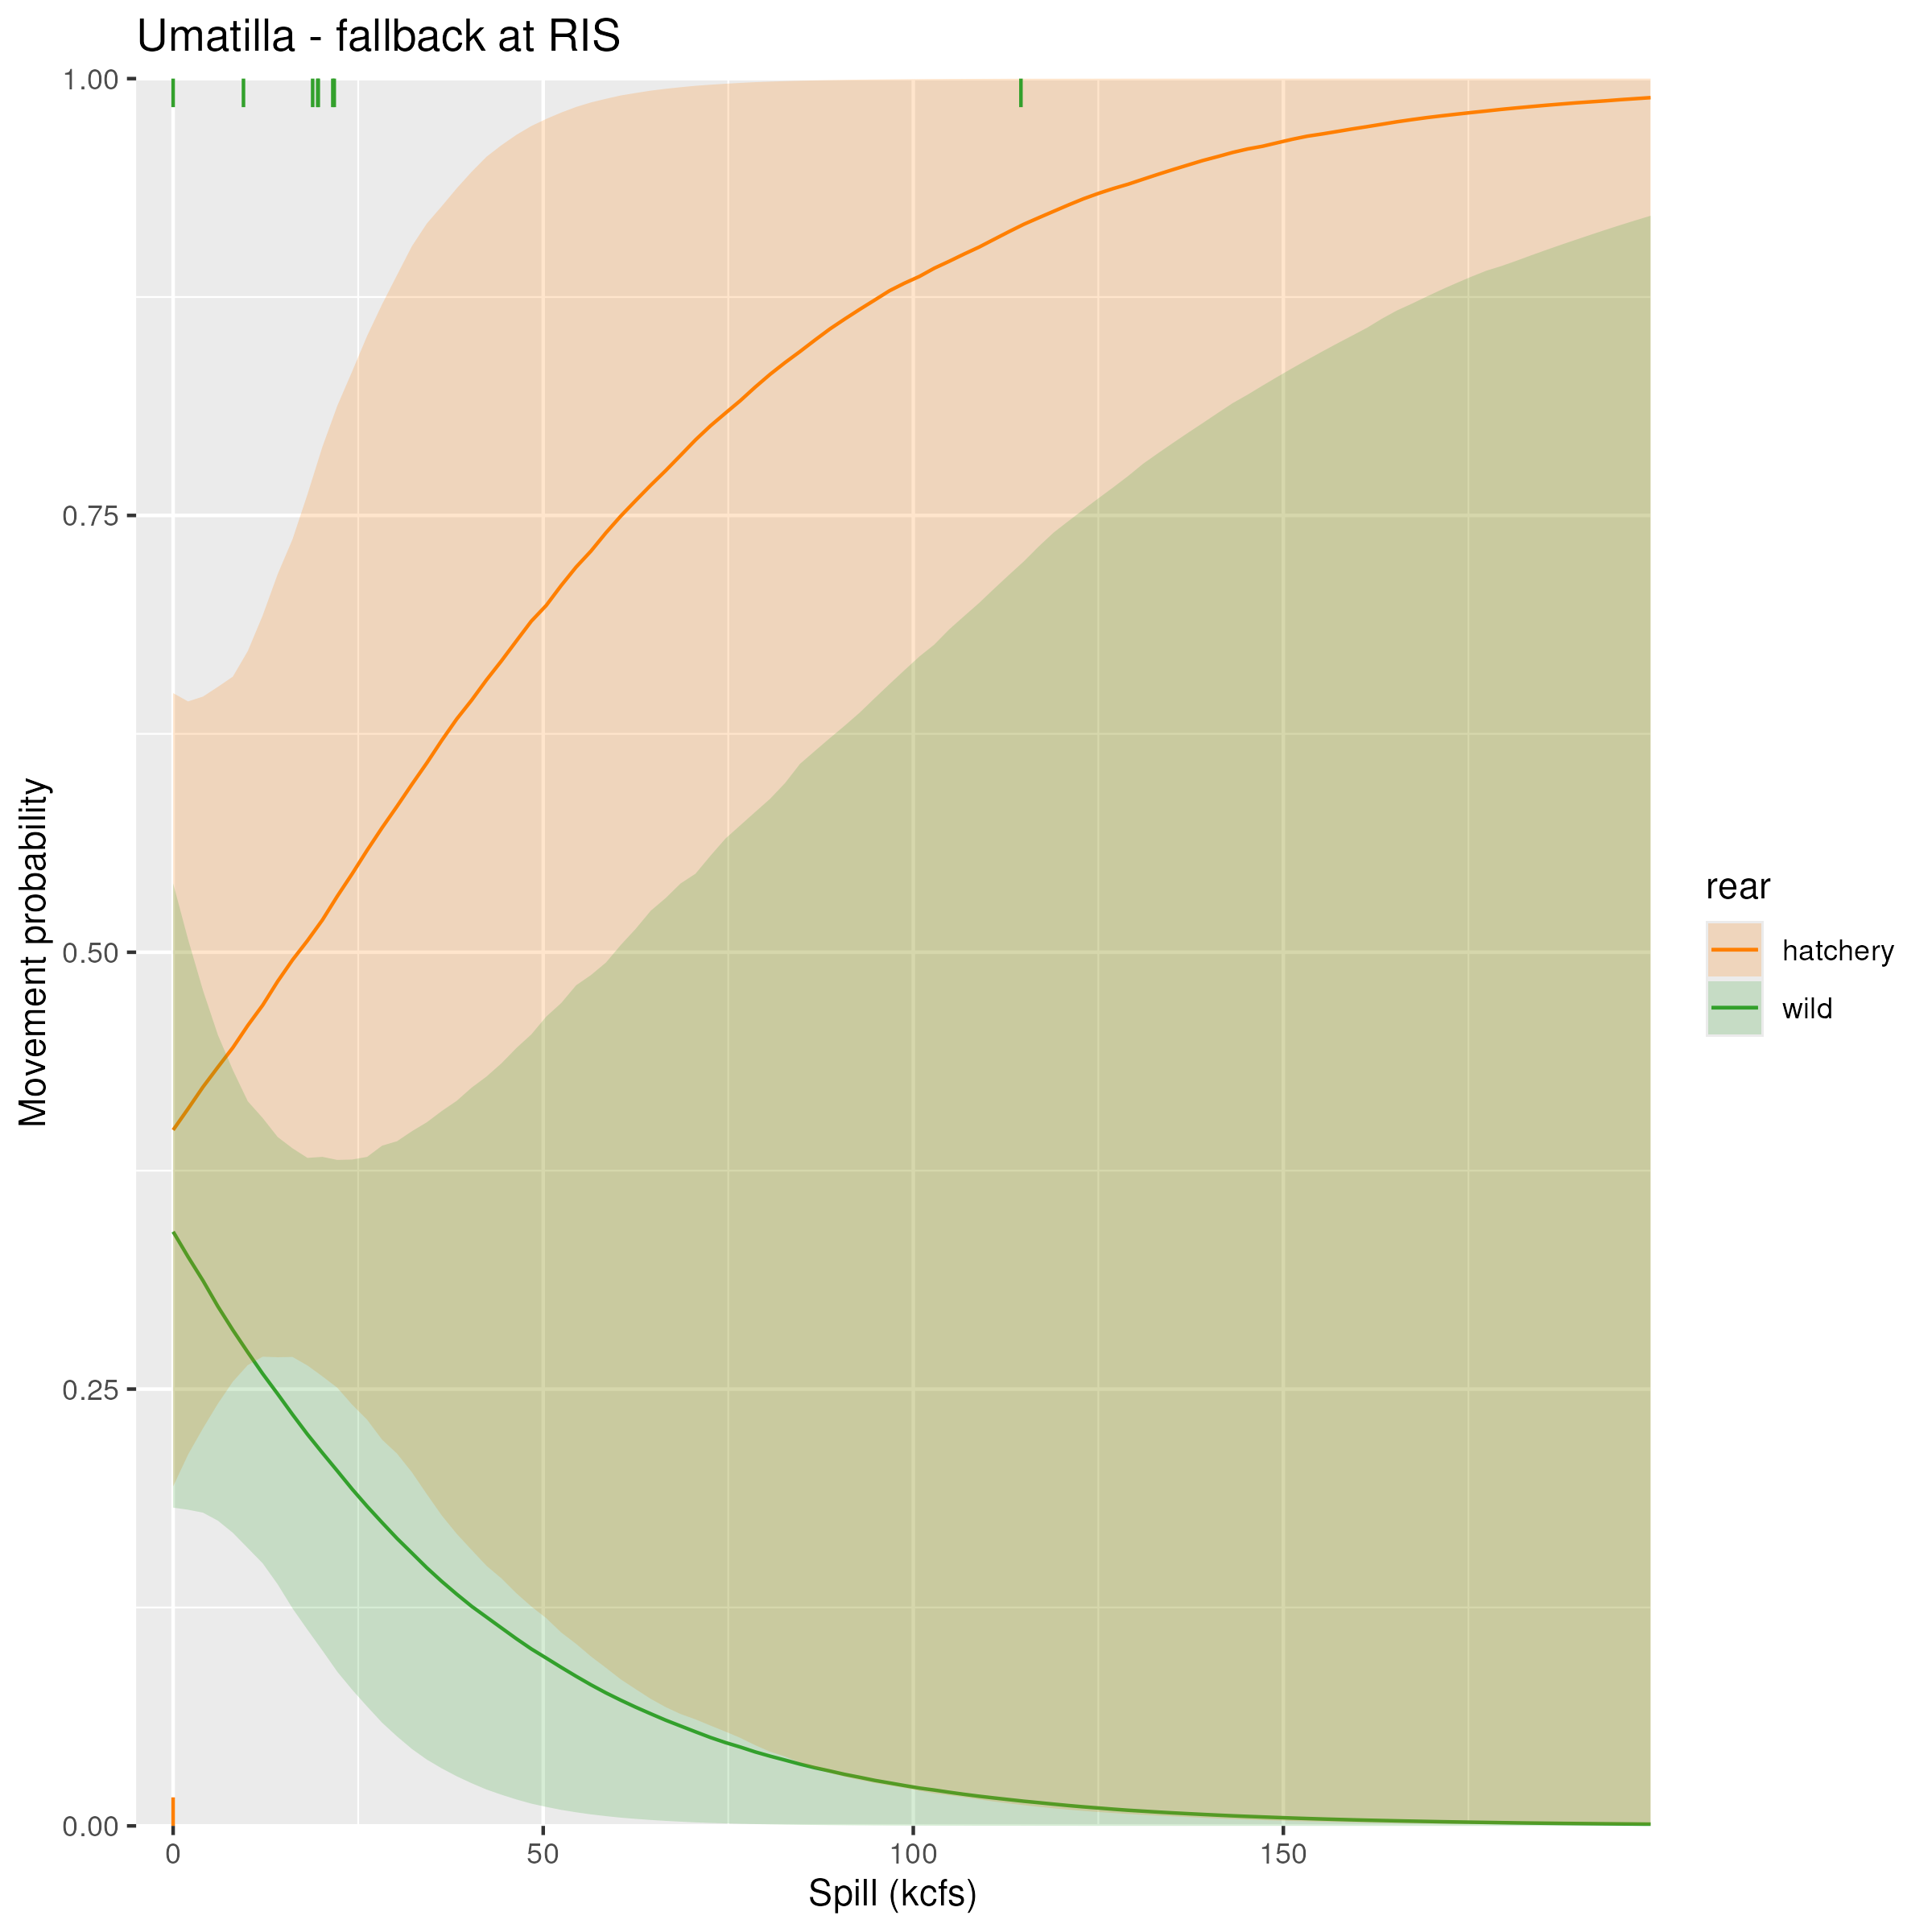 Umatilla - fallback at RIS
1.00
0.75
0.50
0.25
0.00
Movement probability
0
50
100
150
Spill (kcfs)
rear
hatchery
wild